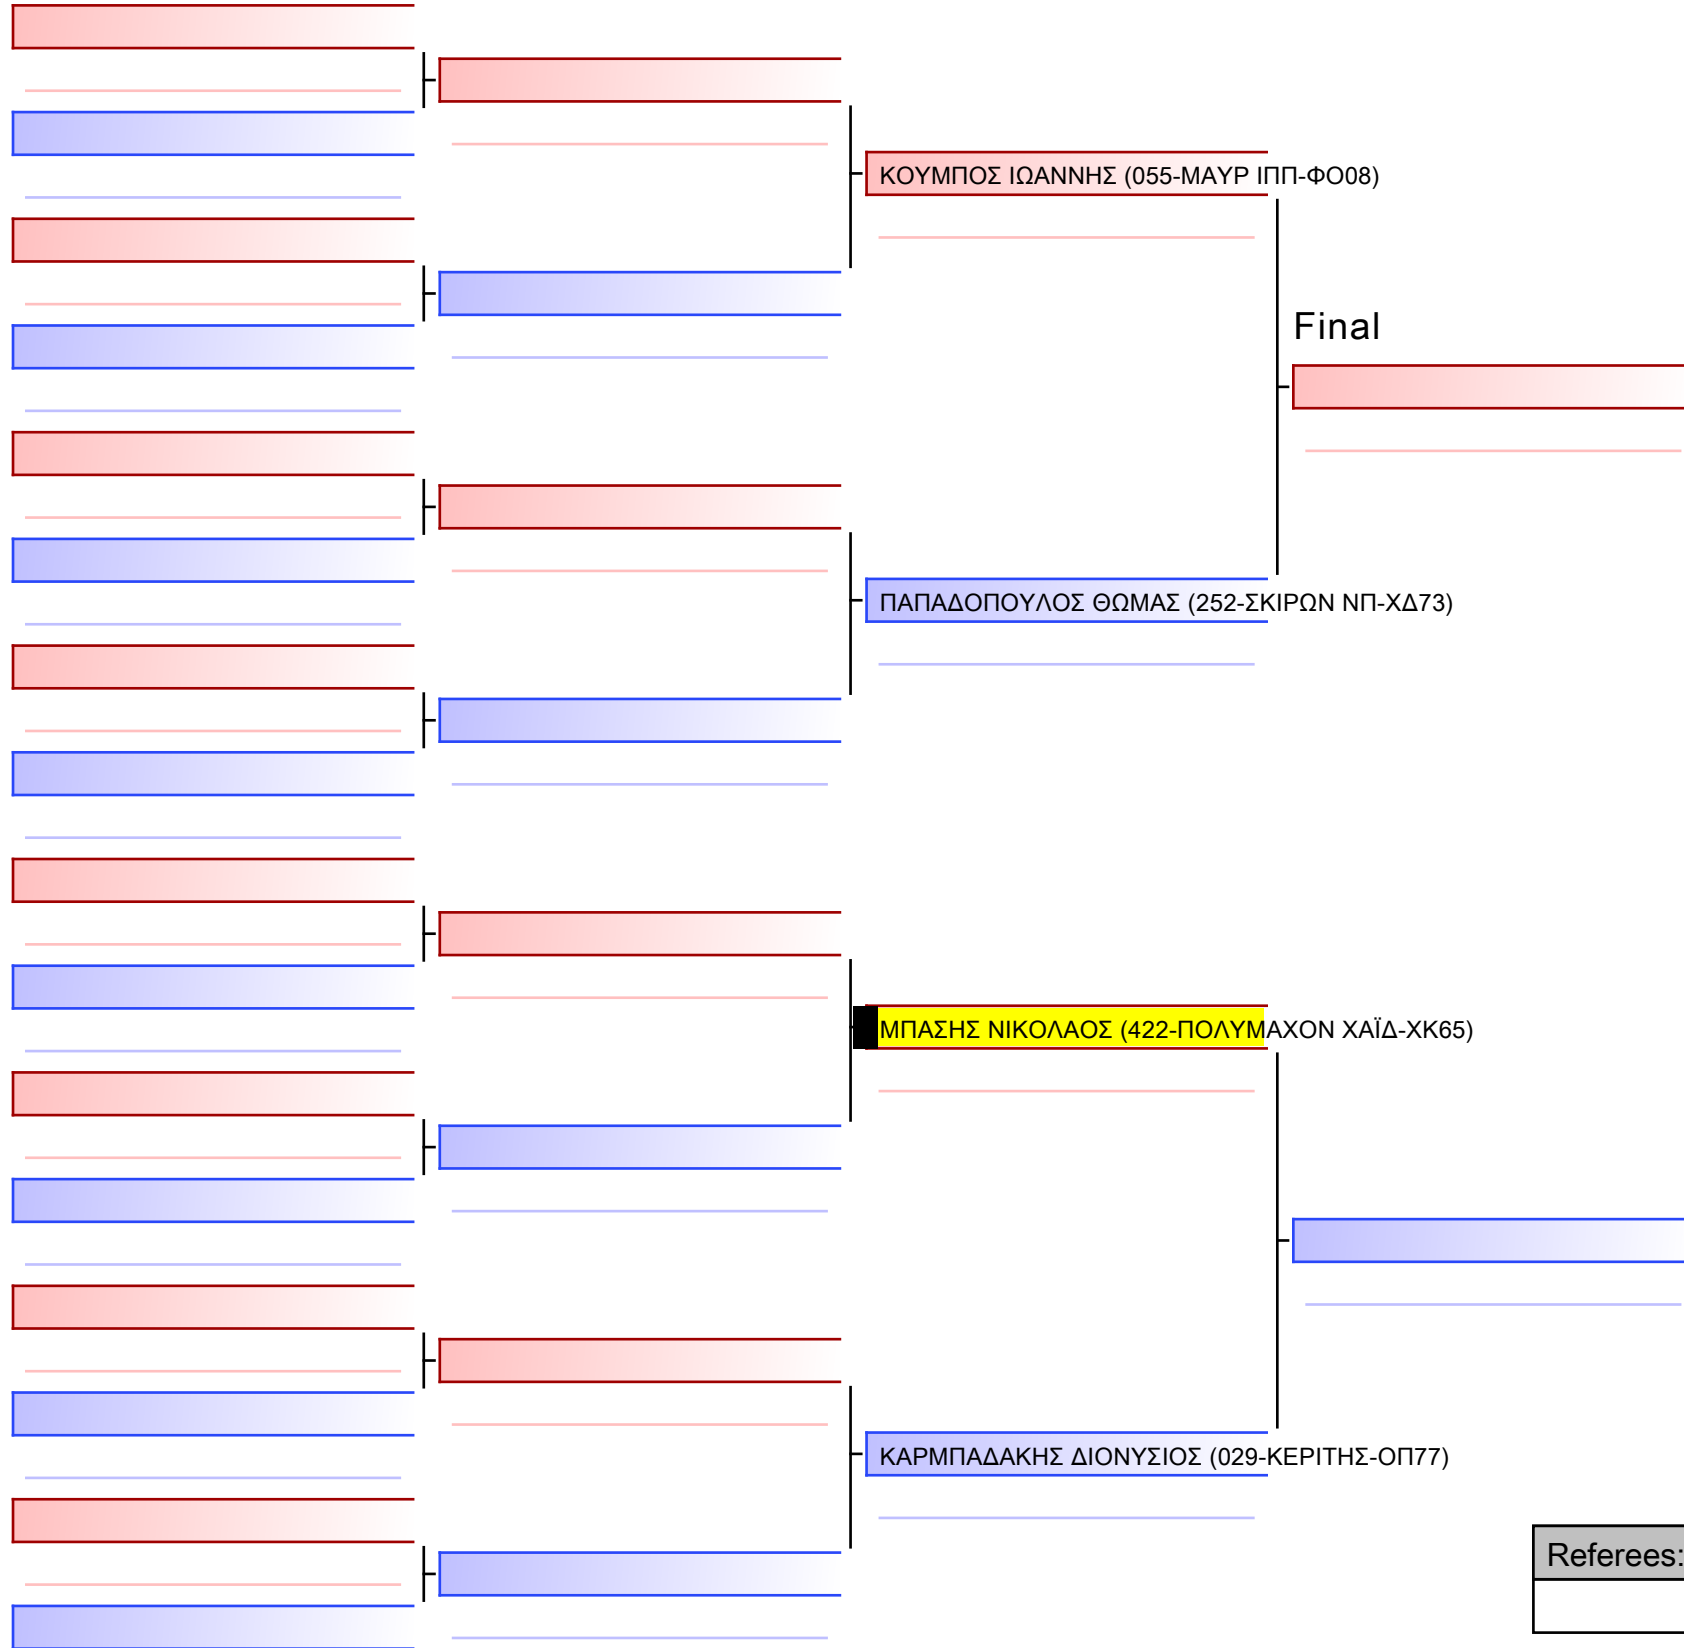 ΚΟΥΜΠΟΣ ΙΩΑΝΝΗΣ (055-ΜΑΥΡ ΙΠΠ-ΦΟ08)
Final
ΠΑΠΑΔΟΠΟΥΛΟΣ ΘΩΜΑΣ (252-ΣΚΙΡΩΝ ΝΠ-ΧΔ73)
ΜΠΑΣΗΣ ΝΙΚΟΛΑΟΣ (422-ΠΟΛΥΜΑΧΟΝ ΧΑΪΔ-ΧΚ65)
ΚΑΡΜΠΑΔΑΚΗΣ ΔΙΟΝΥΣΙΟΣ (029-ΚΕΡΙΤΗΣ-ΟΠ77)
Referees: